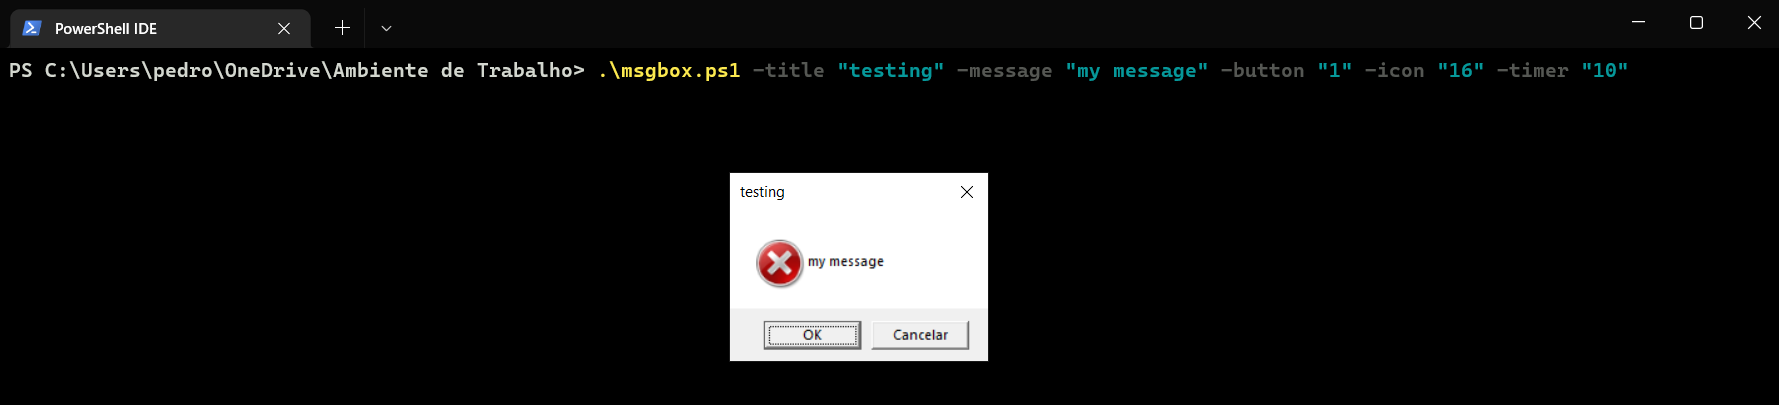 PowerShell IDE
PS C:\Users\pedro\OneDrive\Ambiente de Trabalho> .\msgbox.ps1 -title "testing" -message "my message" -button "1" -icon "16" -timer "10"
testing
my message
OK Cancelar